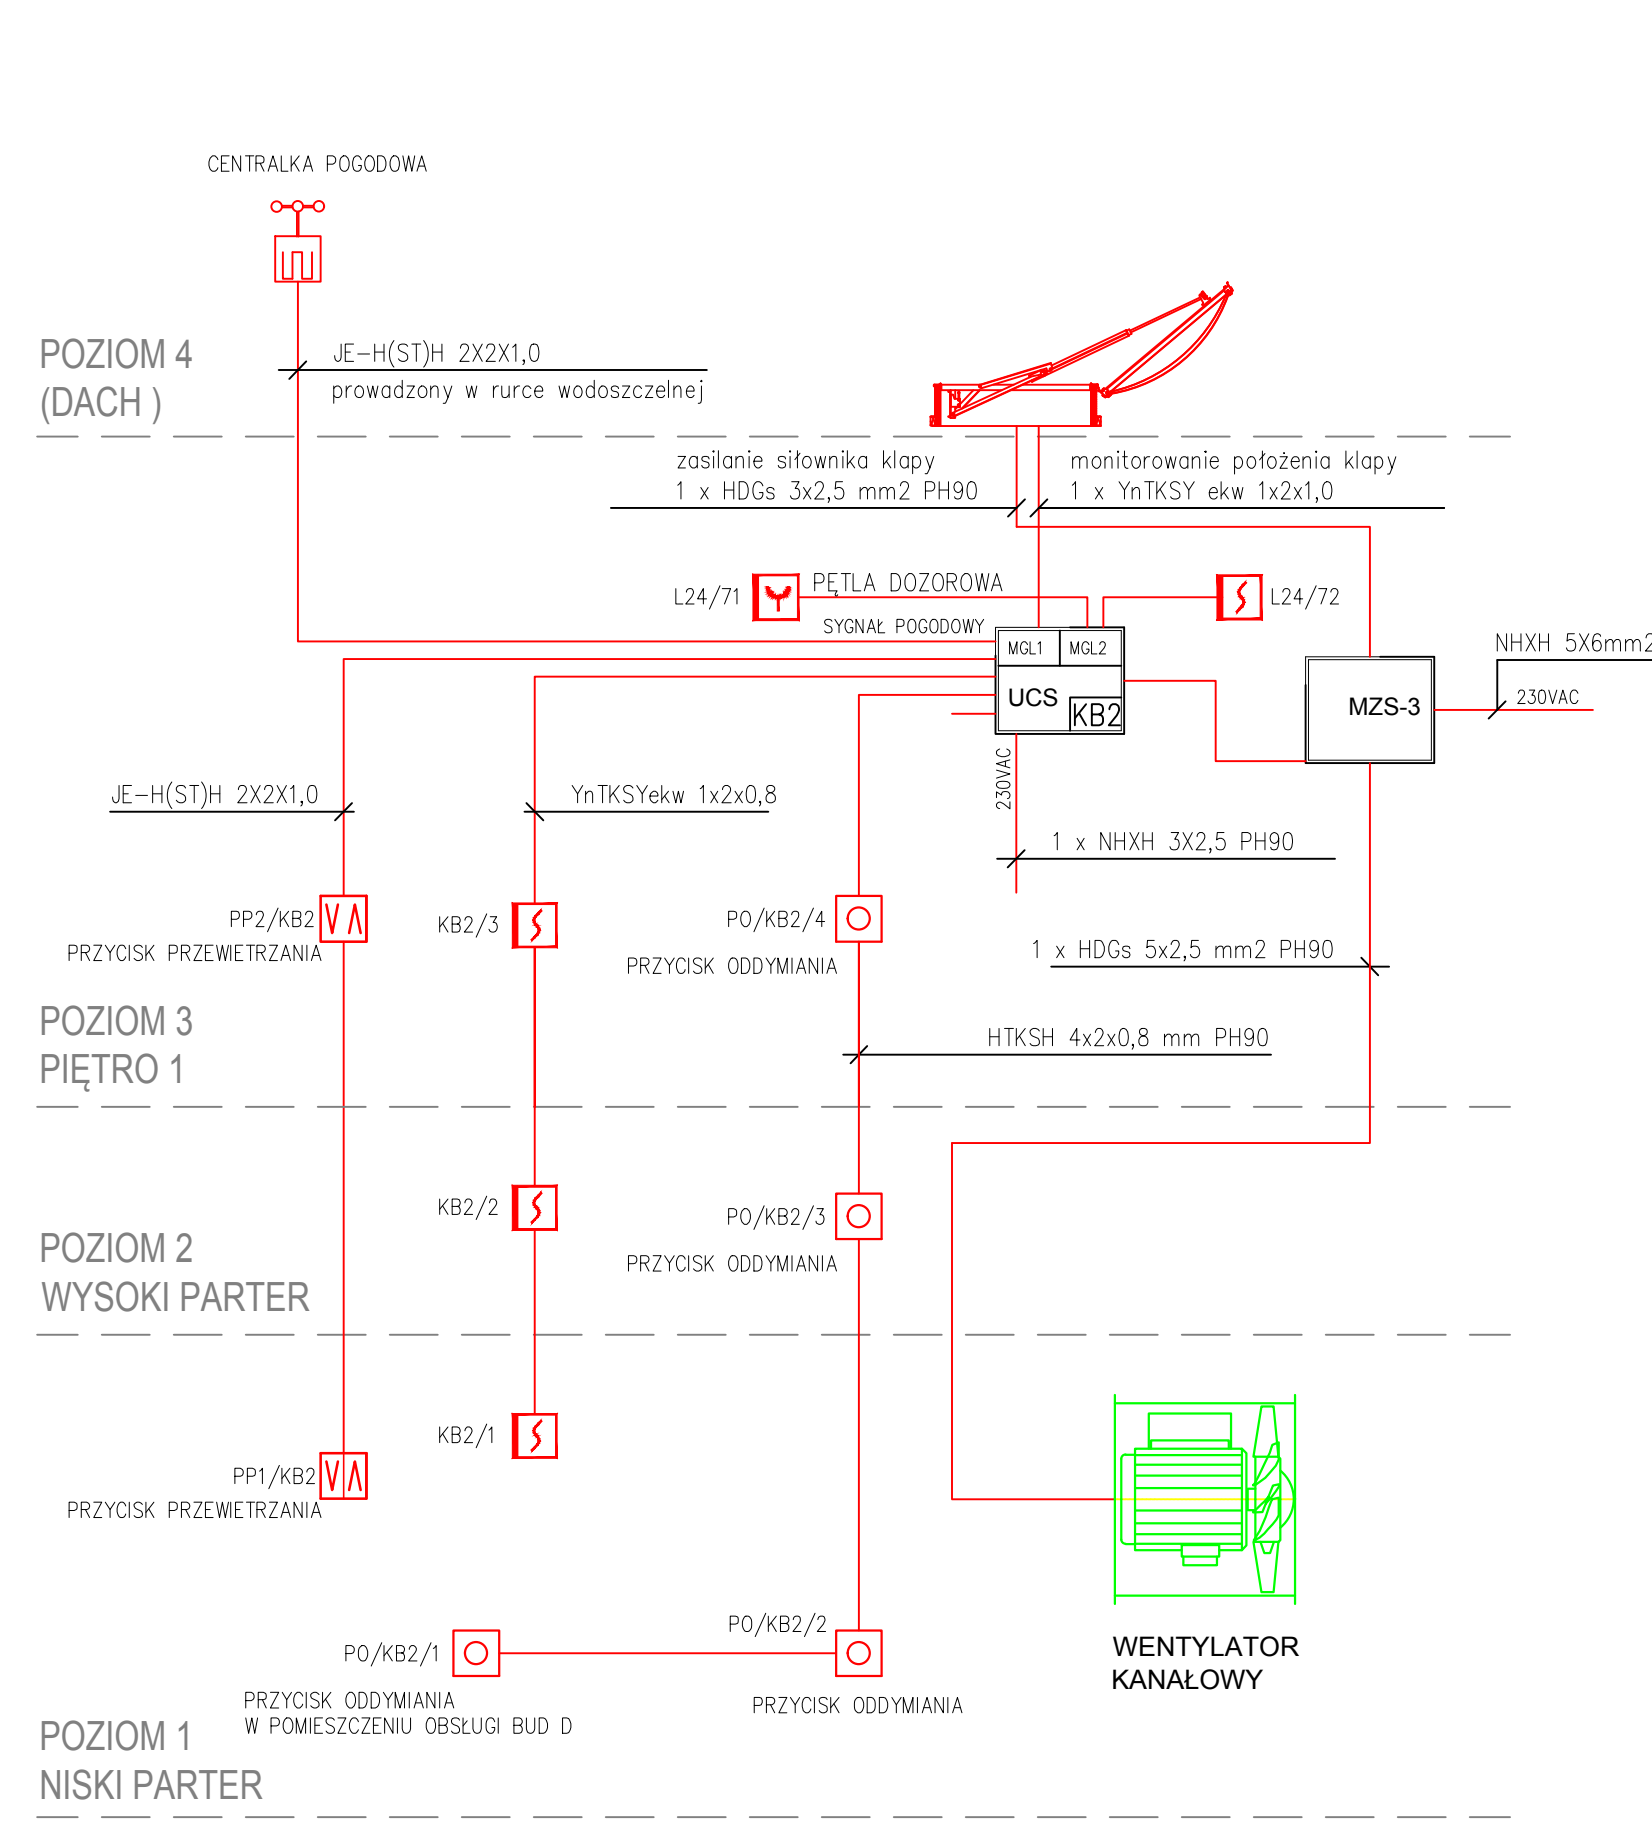 CENTRALKA POGODOWA
POZIOM 4
(DACH )
JE-H(ST)H 2X2X1,0
prowadzony w rurce wodoszczelnej
zasilanie siłownika klapy
1 x HDGs 3x2,5 mm2 PH90
monitorowanie położenia klapy
1 x YnTKSY ekw 1x2x1,0
L24/71
PĘTLA DOZOROWA
L24/72
SYGNAŁ POGODOWY
MGL1
MGL2
UCS
KB2
MZS-3
NHXH 5X6mm2
230VAC
230VAC
JE-H(ST)H 2X2X1,0
YnTKSYekw 1x2x0,8
1 x NHXH 3X2,5 PH90
PP2/KB2
PRZYCISK PRZEWIETRZANIA
KB2/3
PO/KB2/4
PRZYCISK ODDYMIANIA
1 x HDGs 5x2,5 mm2 PH90
POZIOM 3
PIĘTRO 1
HTKSH 4x2x0,8 mm PH90
KB2/2
PO/KB2/3
PRZYCISK ODDYMIANIA
POZIOM 2
WYSOKI PARTER
KB2/1
PP1/KB2
PRZYCISK PRZEWIETRZANIA
PO/KB2/1
PRZYCISK ODDYMIANIA
W POMIESZCZENIU OBSŁUGI BUD D
PO/KB2/2
PRZYCISK ODDYMIANIA
WENTYLATOR
KANAŁOWY
POZIOM 1
NISKI PARTER